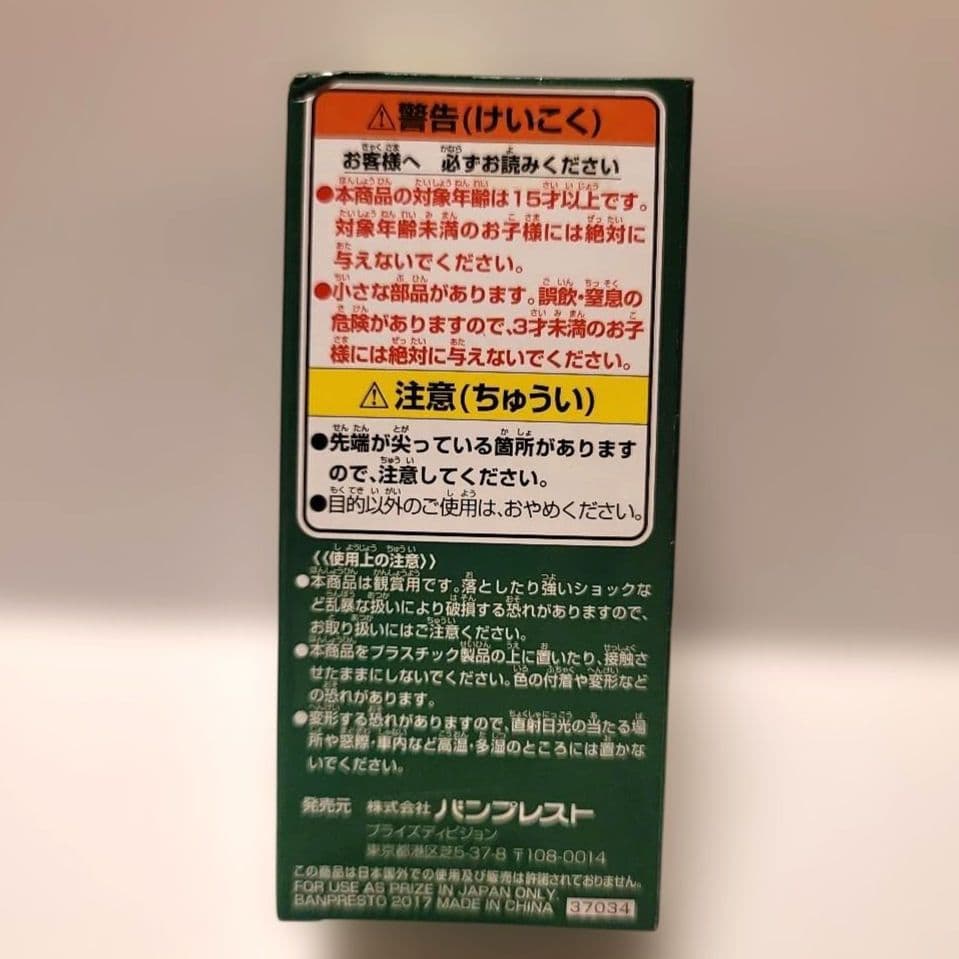 ⚠警告(けいこく)
お客様へ 必ずお読みください
●本商品の対象年齢は15才以上です。
対象年齢未満のお子様には絶対に
与えないでください。
●小さな部品があります。誤飲・窒息の
危険がありますので、3才未満のお子
様には絶対に与えないでください。
⚠注意(ちゅうい)
●先端が尖っている箇所があります
ので、注意してください。
●目的以外のご使用は、おやめください。
《使用上の注意》
●本商品は観賞用です。落としたり強いショックな
ど乱暴な扱いにより破損する恐れがありますので、
お取り扱いにはご注意ください。
●本商品をプラスチック製品の上に置いたり、接触さ
せたままにしないでください。色の付着や変形など
の恐れがあります。
●変形する恐れがありますので、直射日光の当たる場
所や窓際・車内など高温・多湿のところには置かな
いでください。
発売元 株式会社 バンプレスト
プライズディビジョン
東京都港区芝5-37-8 〒108-0014
この商品は日本国外での使用及び販売は許諾されておりません。
FOR USE AS PRIZE IN JAPAN ONLY.
BANPRESTO 2017 MADE IN CHINA 37034